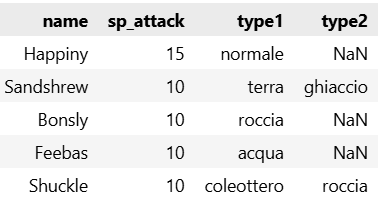 name sp_attack type1 type2
Happiny 15 normale NaN
Sandshrew 10 terra ghiaccio
Bonsly 10 roccia NaN
Feebas 10 acqua NaN
Shuckle 10 coleottero roccia